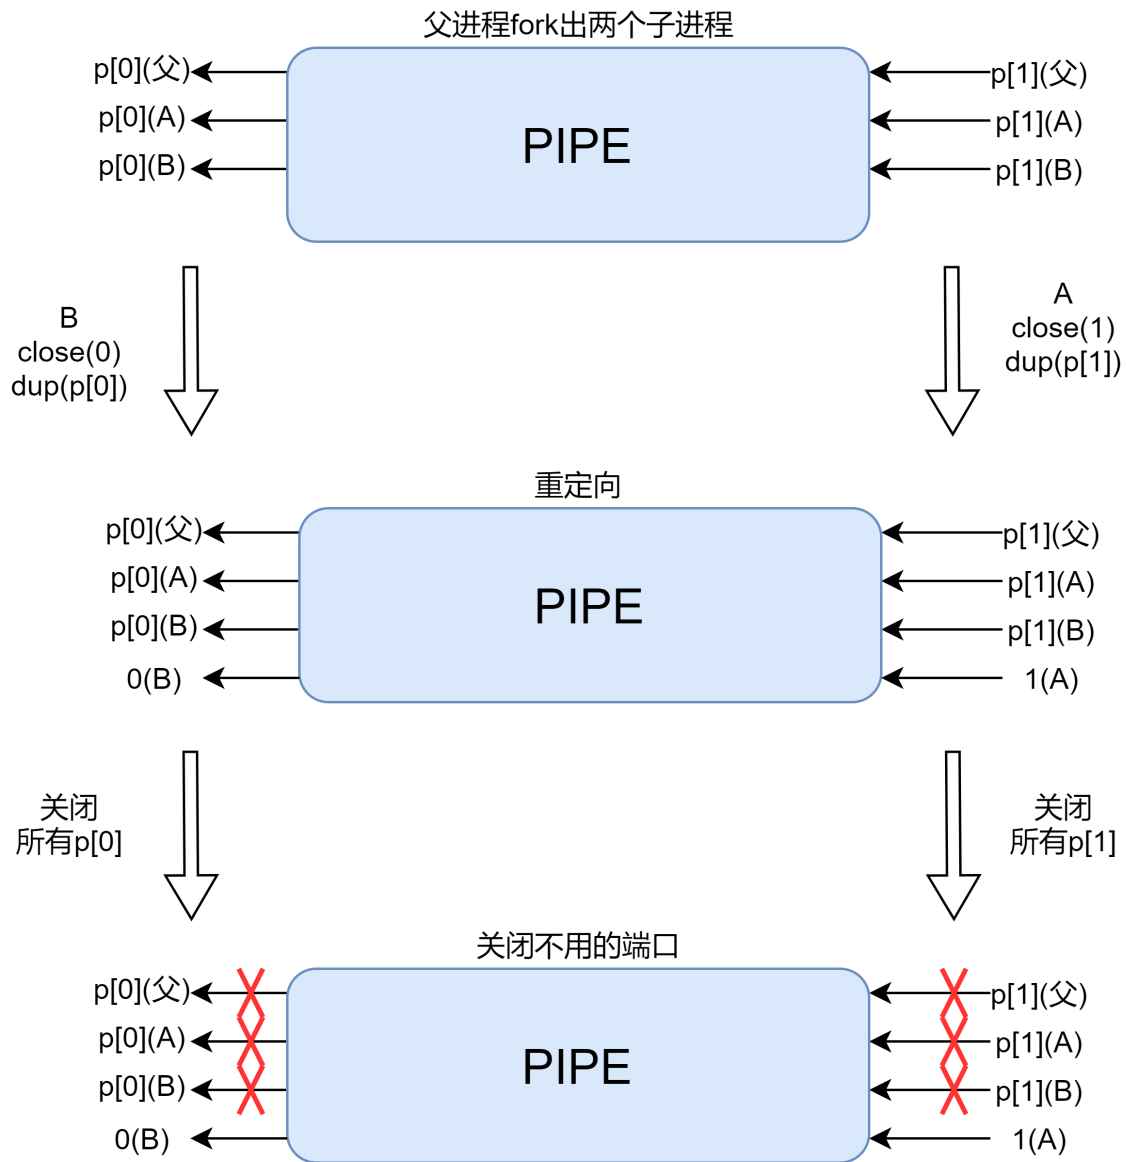 父进程fork出两个子进程
p[0](父)
p[0](A)
p[0](B)
PIPE
p[1](父)
p[1](A)
p[1](B)
B
close(0)
dup(p[0])
A
close(1)
dup(p[1])
重定向
p[0](父)
p[0](A)
p[0](B)
0(B)
PIPE
p[1](父)
p[1](A)
p[1](B)
1(A)
关闭
所有p[0]
关闭
所有p[1]
关闭不用的端口
p[0](父)
p[0](A)
p[0](B)
0(B)
PIPE
p[1](父)
p[1](A)
p[1](B)
1(A)